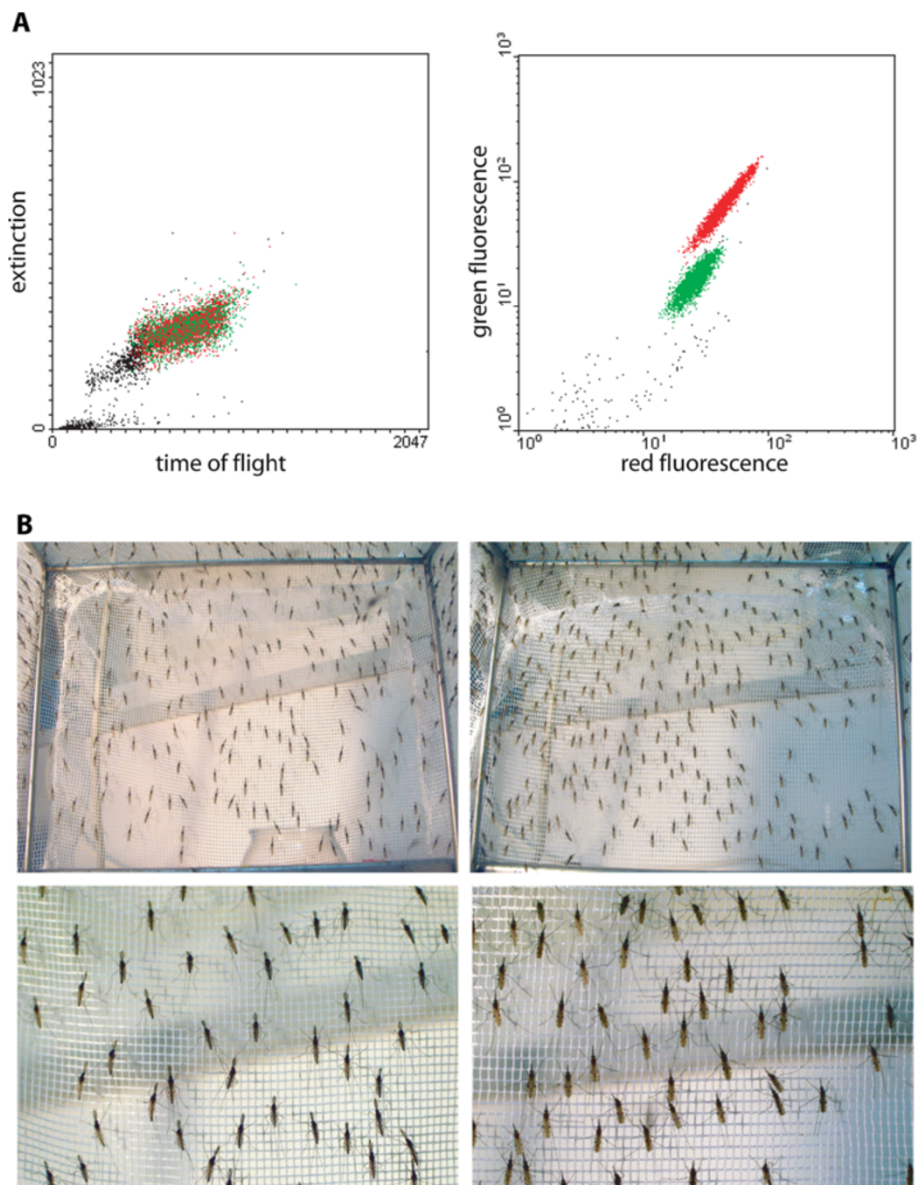 A
1023
extinction
0
0
2047
time of flight
10³
10²
10¹
10⁰
green fluorescence
10⁰
10¹
10²
10³
red fluorescence
B